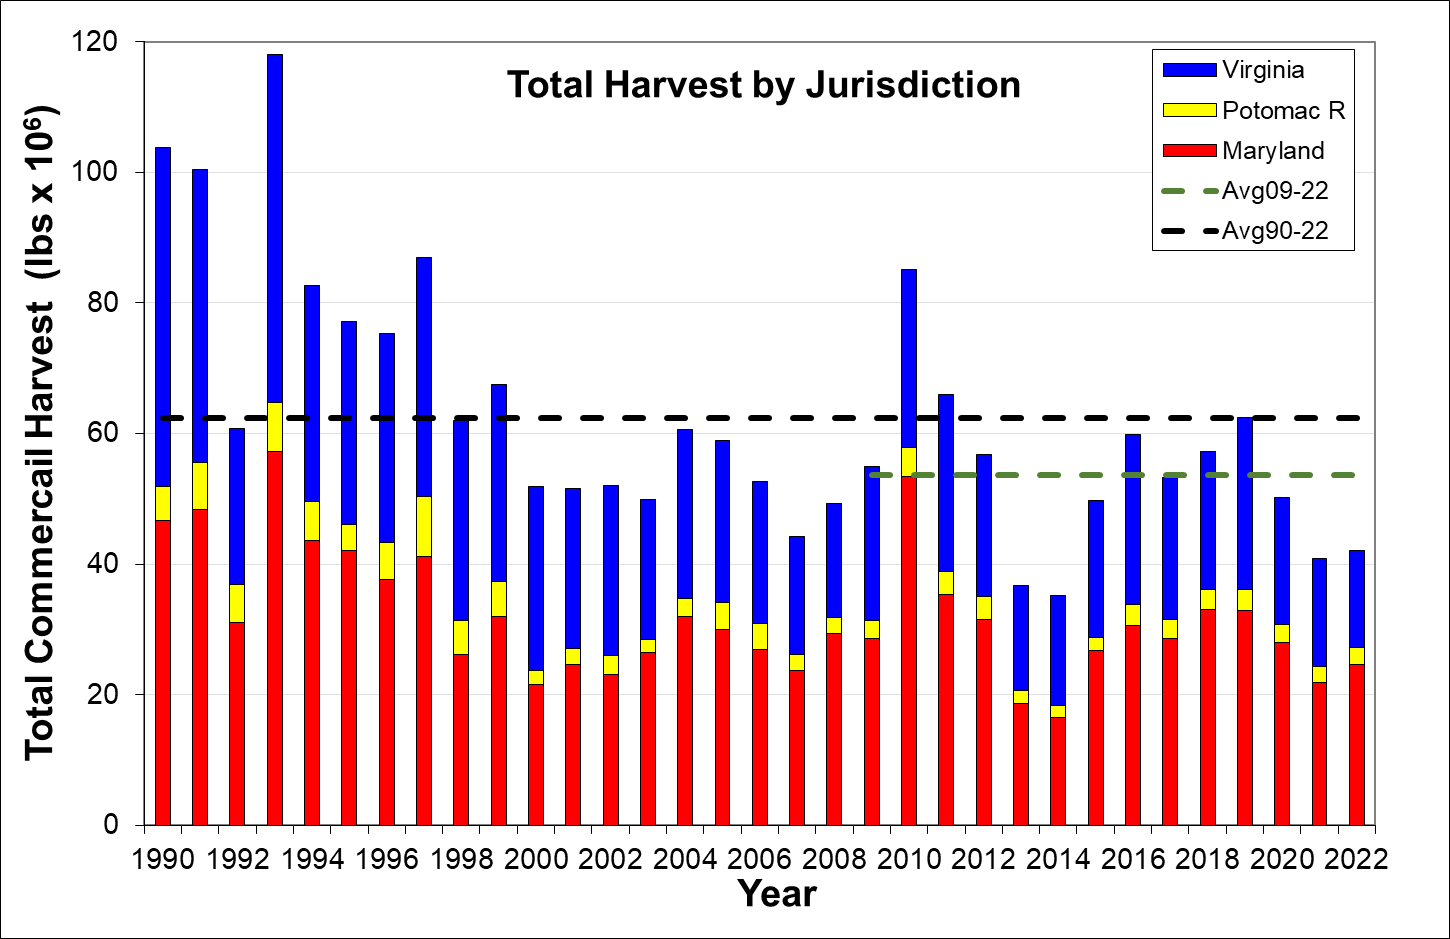 Total Harvest by Jurisdiction
Virginia
Potomac R
Maryland
Avg09-22
Avg90-22
Total Commercail Harvest (lbs x 10⁶)
120
100
80
60
40
20
0
1990 1992 1994 1996 1998 2000 2002 2004 2006 2008 2010 2012 2014 2016 2018 2020 2022
Year